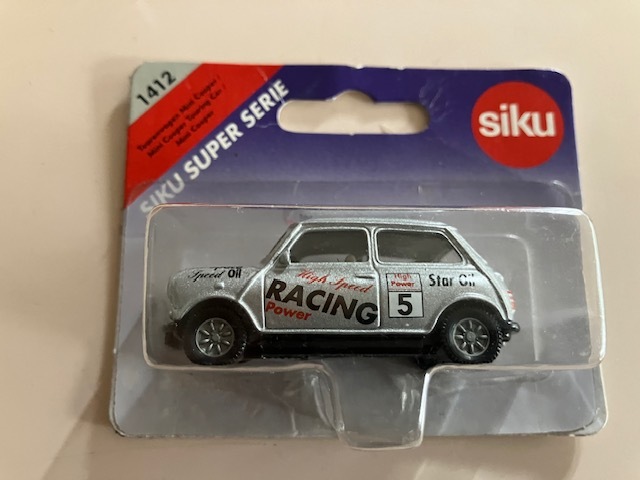 1412
Tourenwagen Mini Cooper /
Mini Cooper Touring Car /
Mini Cooper
SIKU SUPER SERIE
siku
Speed Oil
High Speed
RACING
Power
High
Power
5
Star Oil